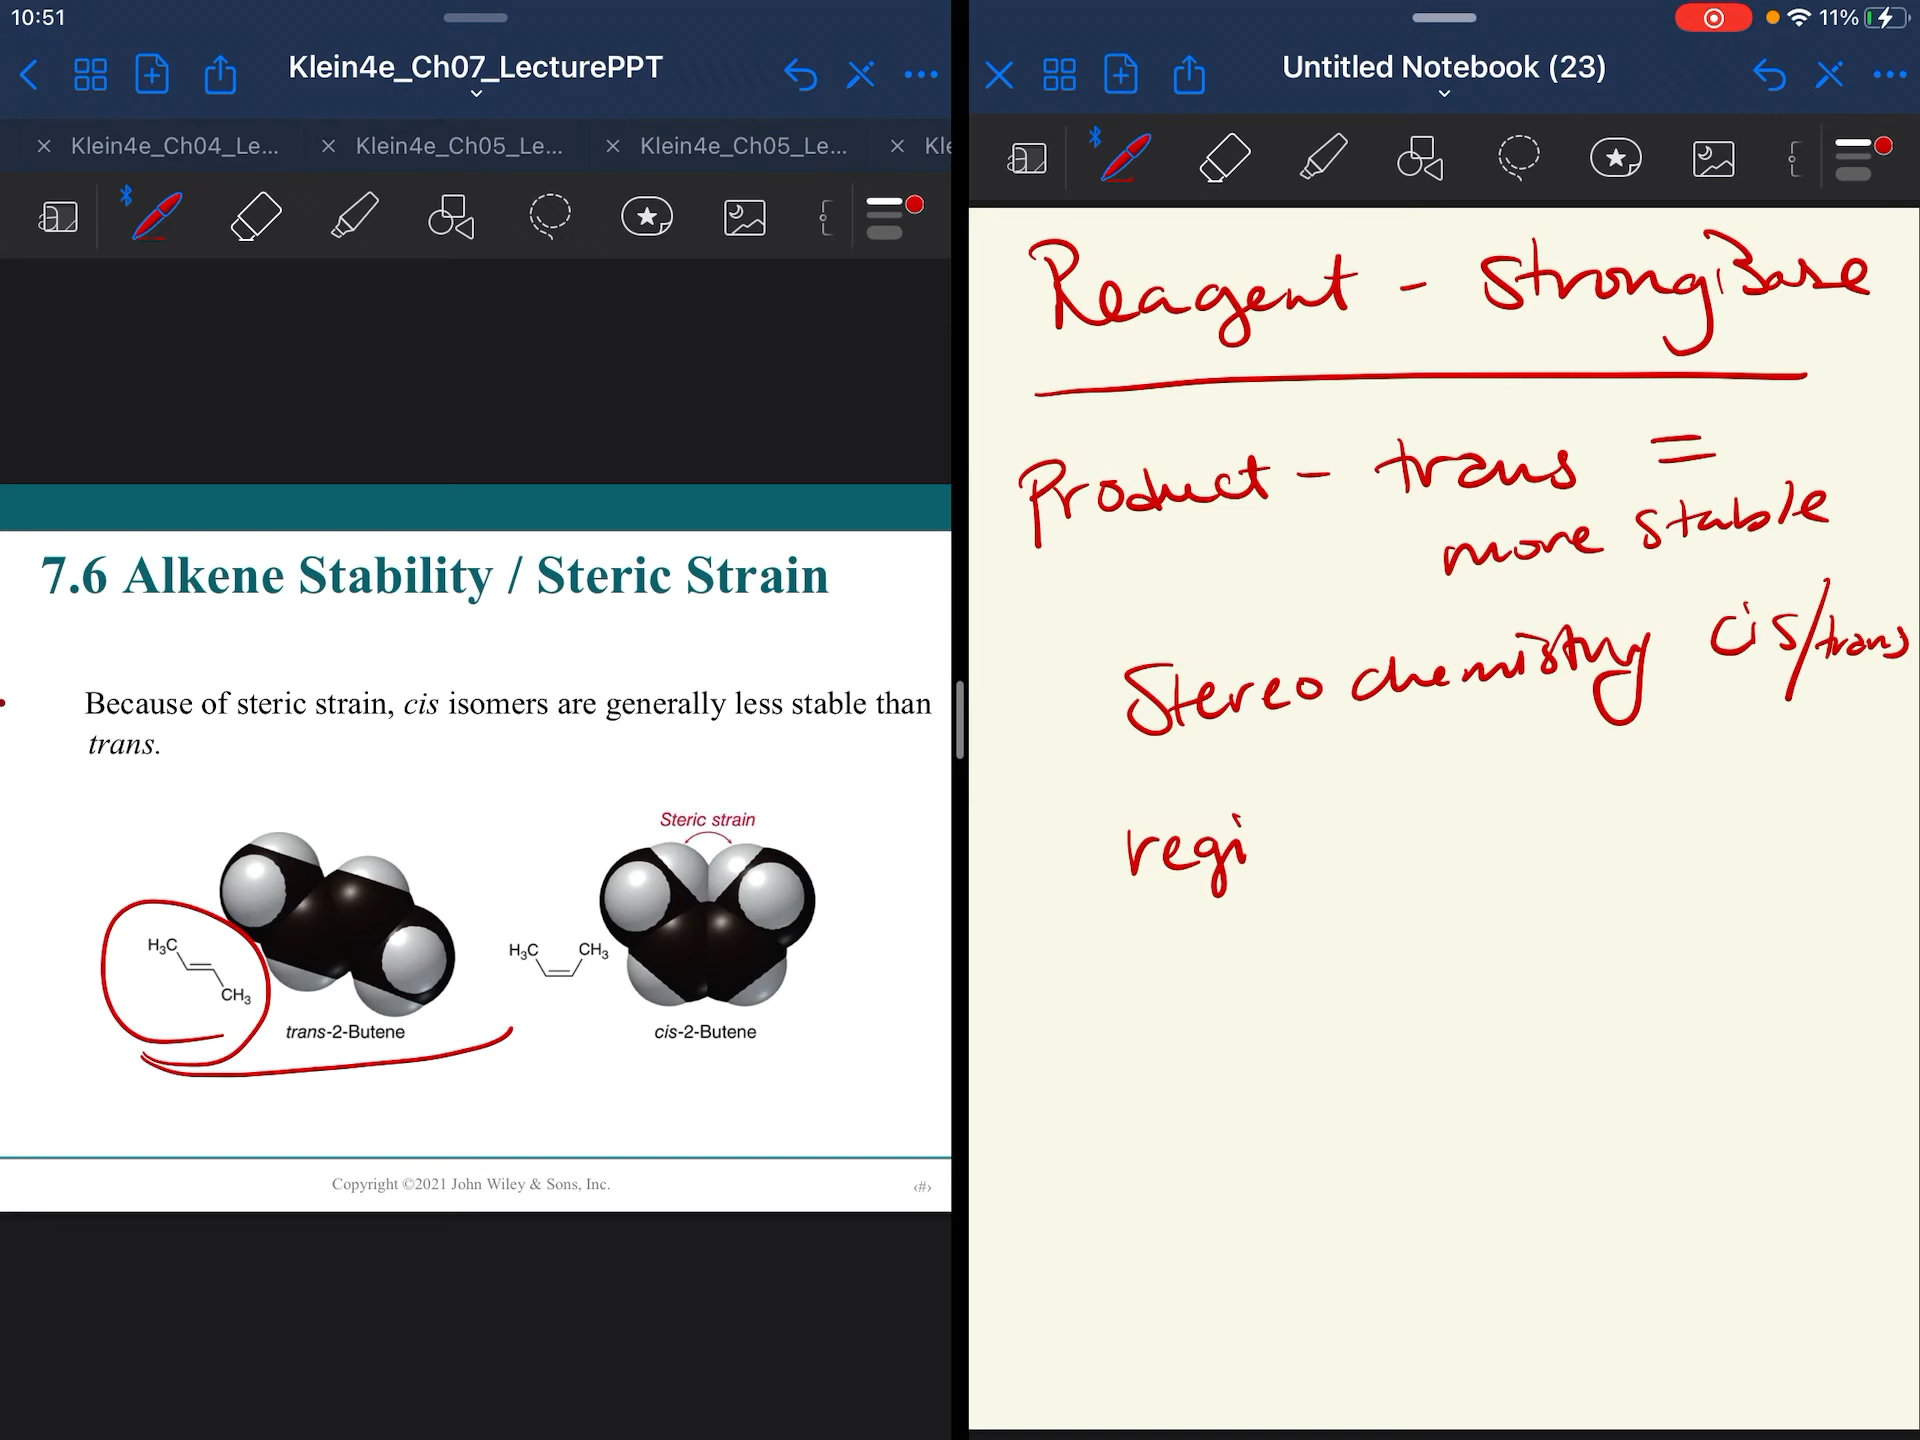 10:51
11%
Klein4e_Ch07_LecturePPT
Klein4e_Ch04_Le...
Klein4e_Ch05_Le...
Klein4e_Ch05_Le...
Kle
7.6 Alkene Stability / Steric Strain
Because of steric strain, cis isomers are generally less stable than
trans.
Steric strain
H₃C
CH₃
H₃C
CH₃
trans-2-Butene
cis-2-Butene
Copyright ©2021 John Wiley & Sons, Inc.
‹#›
Untitled Notebook (23)
Reagent - Strong Base
Product - trans =
more stable
Stereochemistry cis/trans
regi